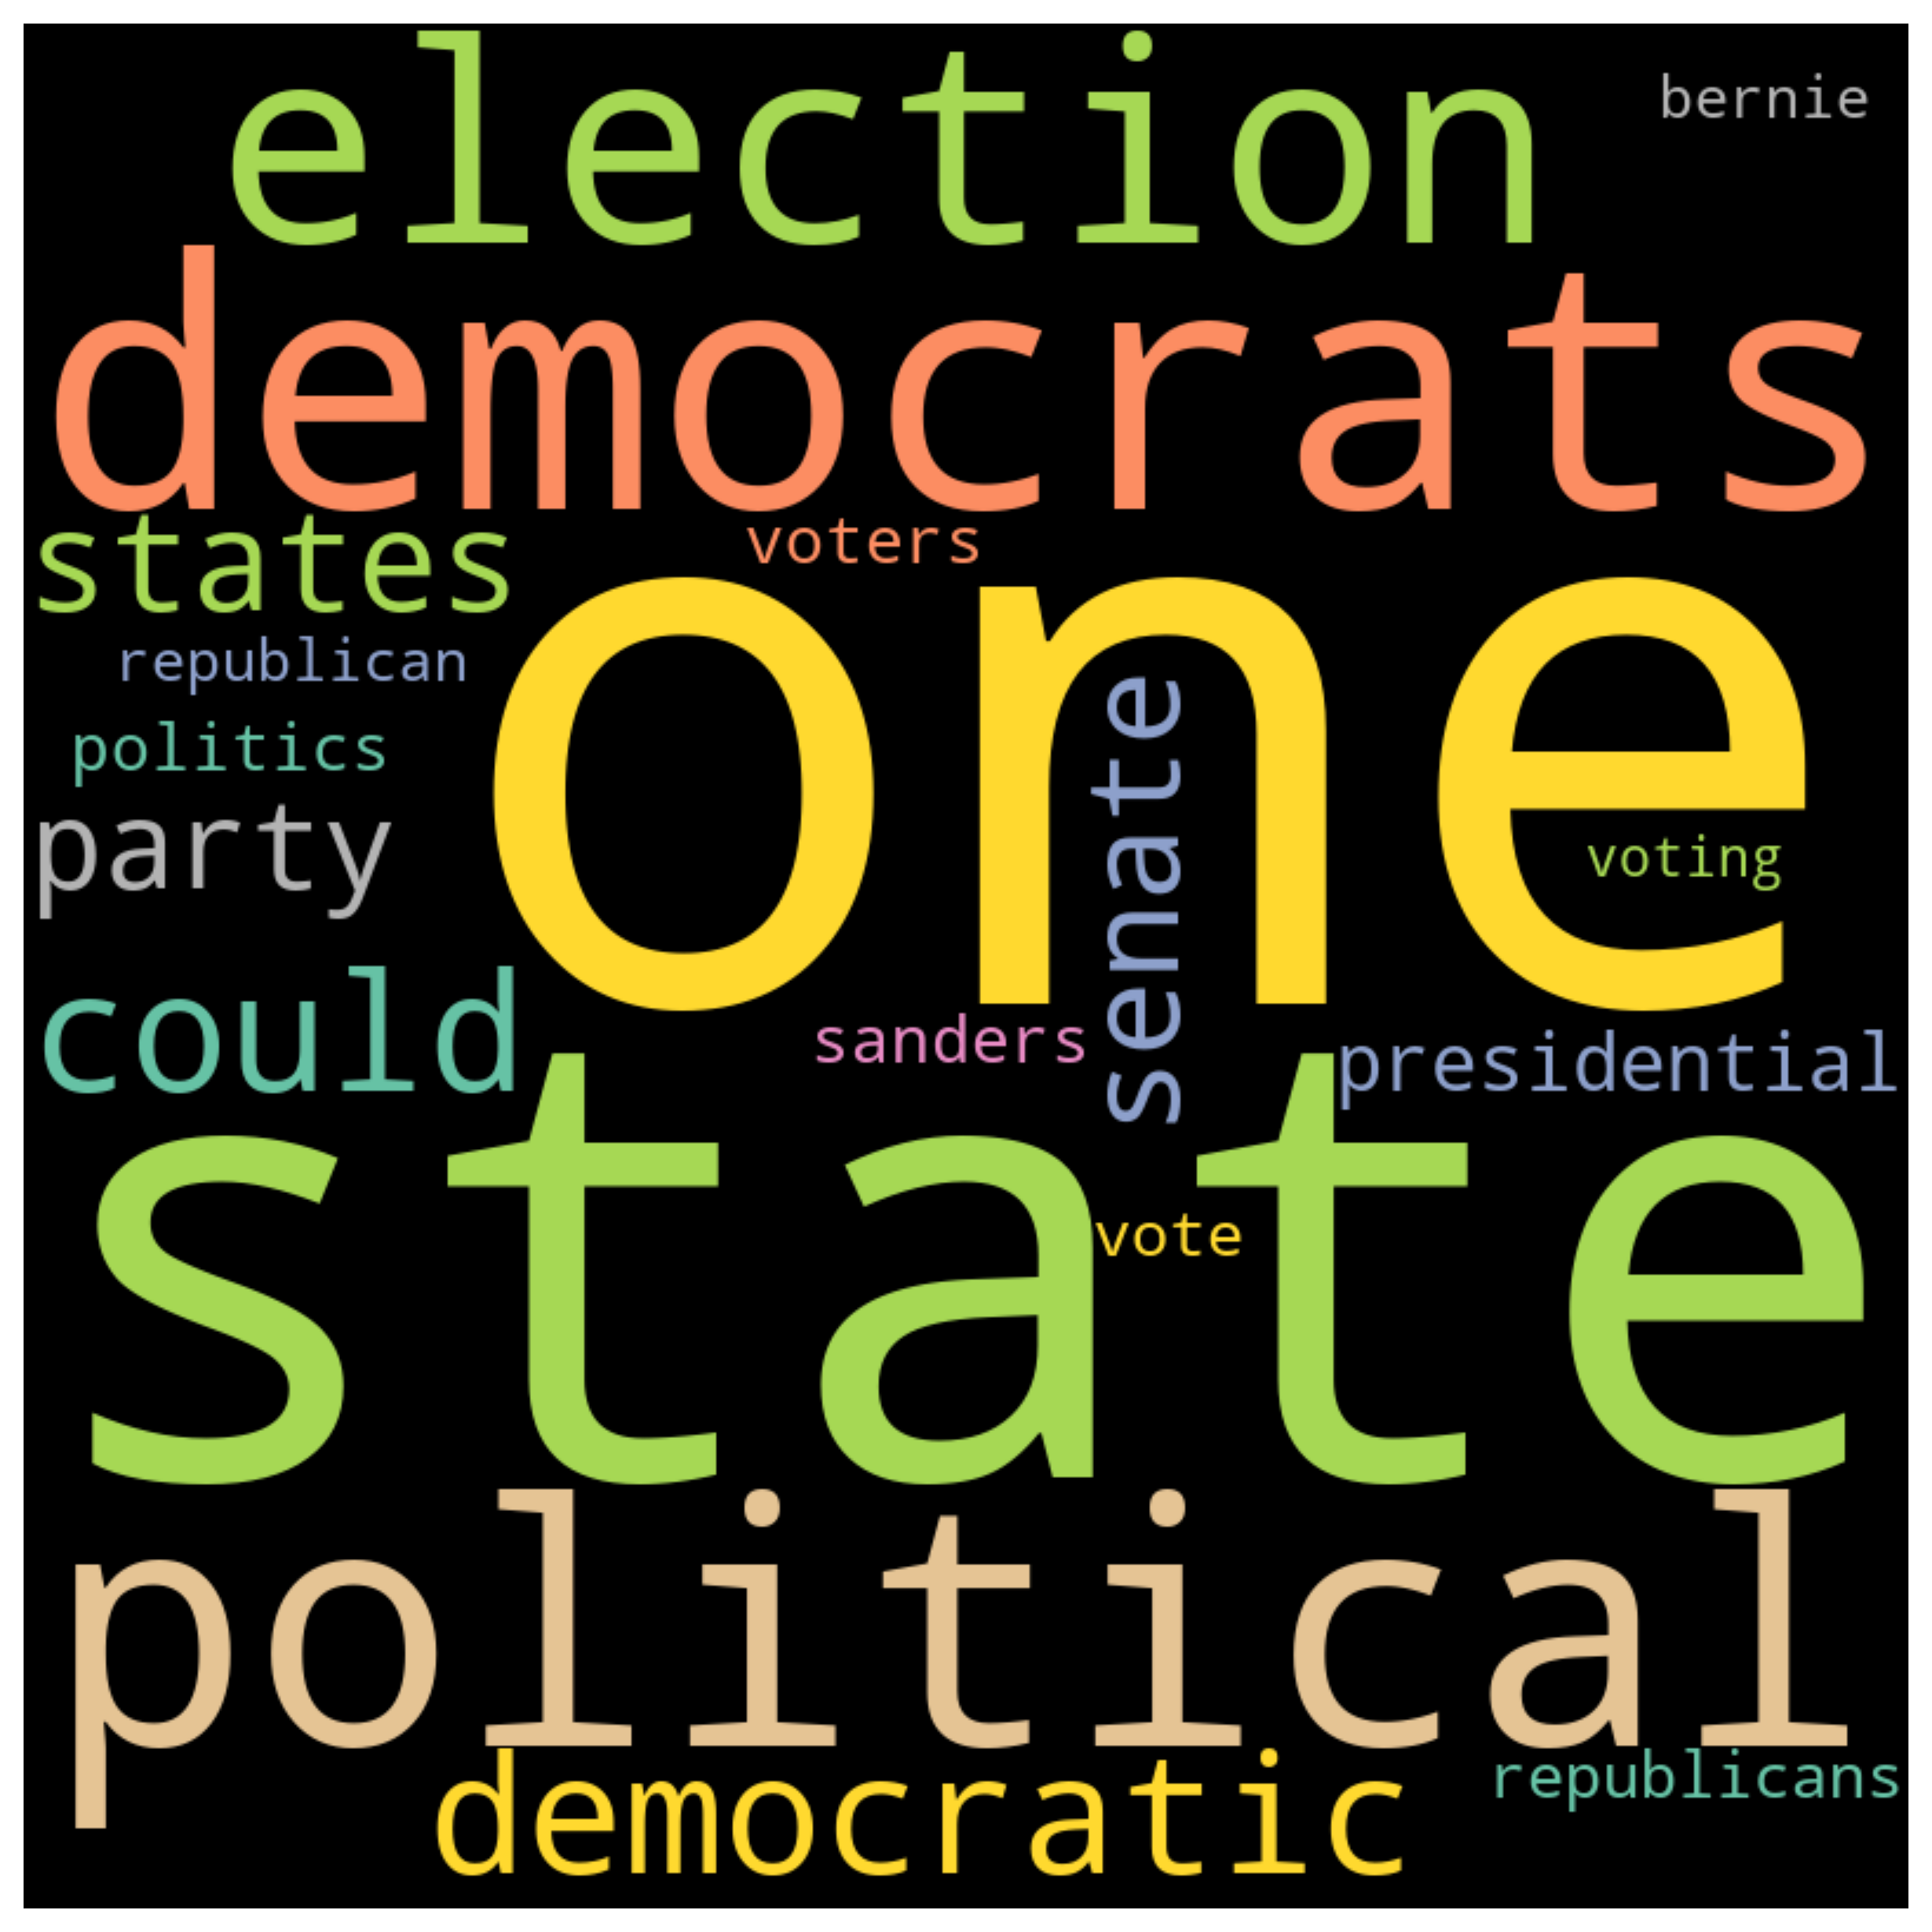 election
bernie
democrats
states
voters
republican
one
politics
senate
party
voting
could
sanders
presidential
state
vote
political
democratic
republicans